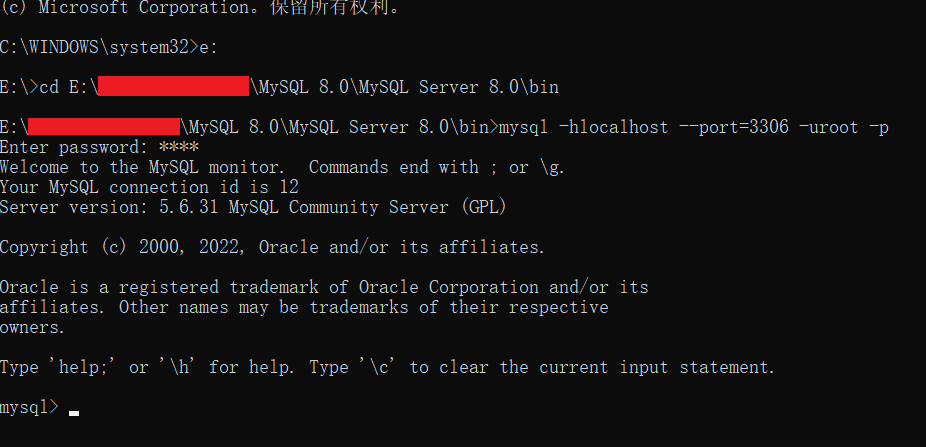 (c) Microsoft Corporation。保留所有权利。
C:\WINDOWS\system32>e:
E:\>cd E:\ \MySQL 8.0\MySQL Server 8.0\bin
E:\ \MySQL 8.0\MySQL Server 8.0\bin>mysql -hlocalhost --port=3306 -uroot -p
Enter password: ****
Welcome to the MySQL monitor.  Commands end with ; or \g.
Your MySQL connection id is 12
Server version: 5.6.31 MySQL Community Server (GPL)
Copyright (c) 2000, 2022, Oracle and/or its affiliates.
Oracle is a registered trademark of Oracle Corporation and/or its
affiliates. Other names may be trademarks of their respective
owners.
Type 'help;' or '\h' for help. Type '\c' to clear the current input statement.
mysql>